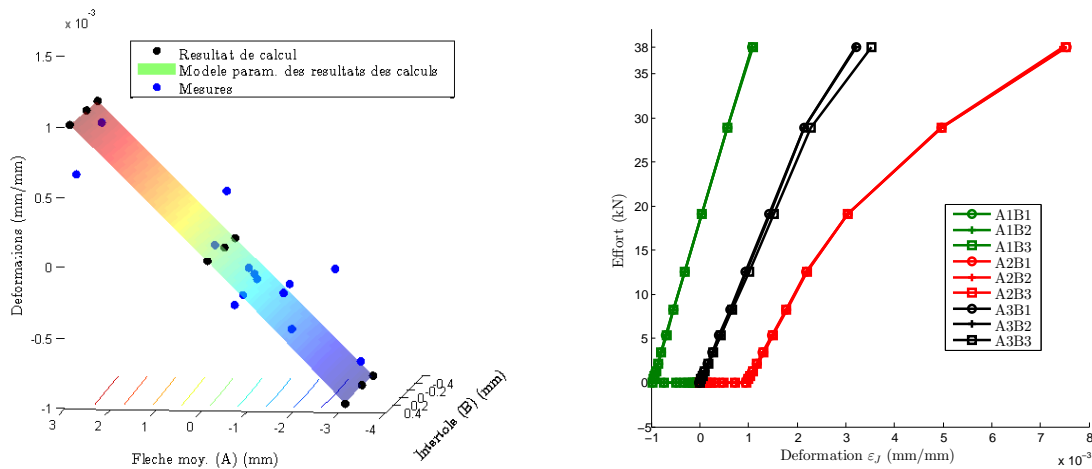 x 10⁻³
1.5
1
0.5
0
-0.5
-1
Deformations (mm/mm)
Resultat de calcul
Modele param. des resultats des calculs
Mesures
3
2
1
0
-1
-2
-3
-4
Fleche moy. (A) (mm)
-0.4
-0.2
0
0.2
0.4
Intertole (B) (mm)
38
35
30
25
20
15
10
5
0
-5
Effort (kN)
A1B1
A1B2
A1B3
A2B1
A2B2
A2B3
A3B1
A3B2
A3B3
-1
0
1
2
3
4
5
6
7
8
Deformation εJ (mm/mm)
x 10⁻³